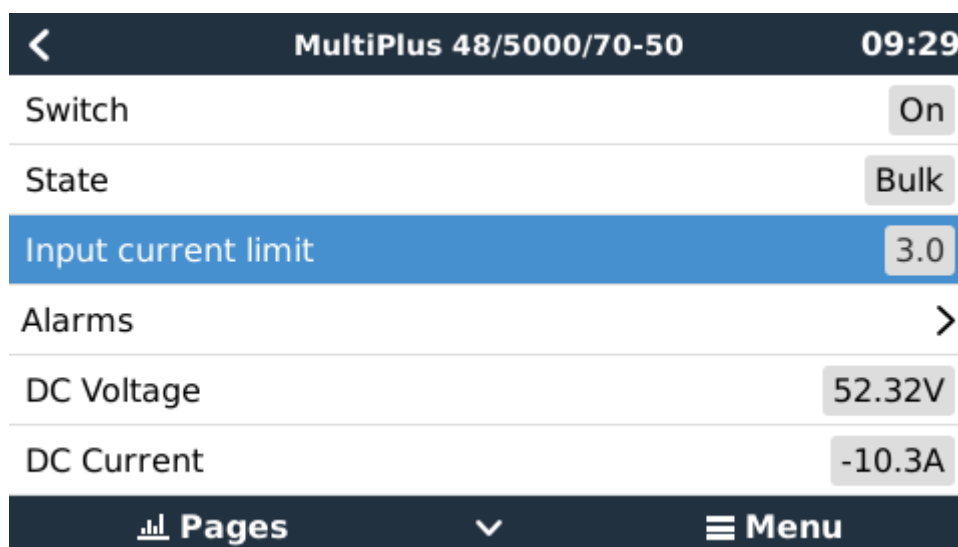 MultiPlus 48/5000/70-50 09:29
Switch On
State Bulk
Input current limit 3.0
Alarms
DC Voltage 52.32V
DC Current -10.3A
Pages Menu